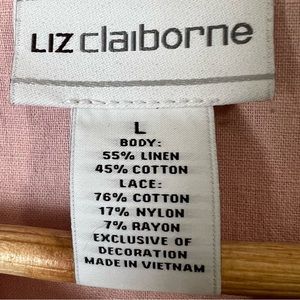 LIZ claiborne
L
BODY:
55% LINEN
45% COTTON
LACE:
76% COTTON
17% NYLON
7% RAYON
EXCLUSIVE OF
DECORATION
MADE IN VIETNAM